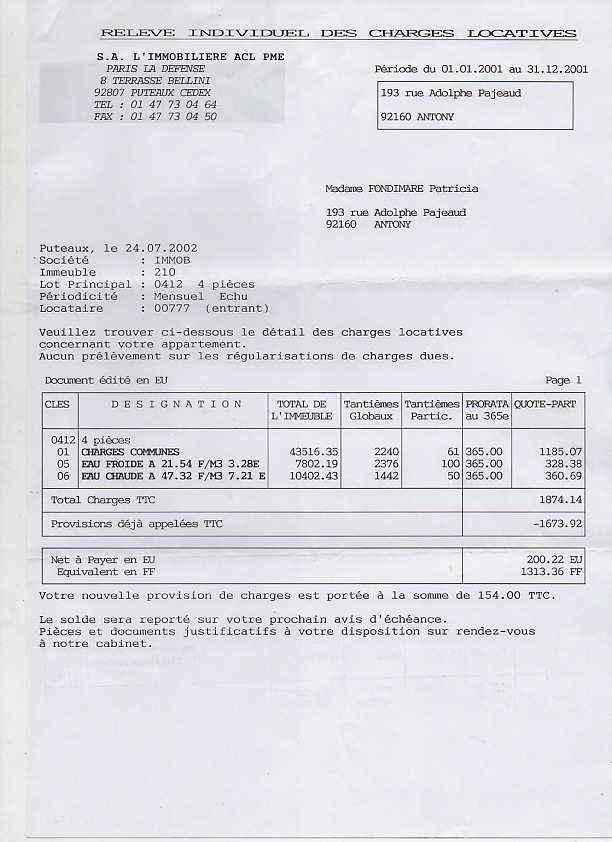 RELEVE INDIVIDUEL DES CHARGES LOCATIVES
S.A. L'IMMOBILIERE ACL PME
PARIS LA DEFENSE
8 TERRASSE BELLINI
92807 PUTEAUX CEDEX
TEL : 01 47 73 04 64
FAX : 01 47 73 04 50
Période du 01.01.2001 au 31.12.2001
193 rue Adolphe Pajeaud
92160 ANTONY
Madame FONDIMARE Patricia
193 rue Adolphe Pajeaud
92160 ANTONY
Puteaux, le 24.07.2002
Société : IMMOB
Immeuble : 210
Lot Principal : 0412 4 pièces
Périodicité : Mensuel Echu
Locataire : 00777 (entrant)
Veuillez trouver ci-dessous le détail des charges locatives
concernant votre appartement.
Aucun prélèvement sur les régularisations de charges dues.
Document édité en EU Page 1
CLES D E S I G N A T I O N TOTAL DE L'IMMEUBLE Tantièmes Globaux Tantièmes Partic. PRORATA au 365e QUOTE-PART
0412 4 pièces
01 CHARGES COMMUNES 43516.35 2240 61 365.00 1185.07
05 EAU FROIDE A 21.54 F/M3 3.28E 7802.19 2376 100 365.00 328.38
06 EAU CHAUDE A 47.32 F/M3 7.21 E 10402.43 1442 50 365.00 360.69
Total Charges TTC 1874.14
Provisions déjà appelées TTC -1673.92
Net à Payer en EU 200.22 EU
Equivalent en FF 1313.36 FF
Votre nouvelle provision de charges est portée à la somme de 154.00 TTC.
Le solde sera reporté sur votre prochain avis d'échéance.
Pièces et documents justificatifs à votre disposition sur rendez-vous
à notre cabinet.